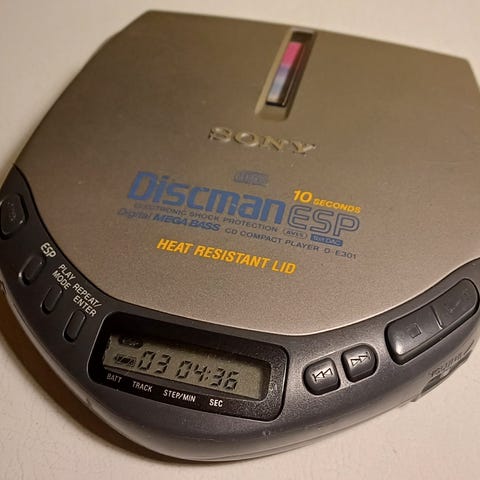 SONY
Discman
10 SECONDS
ESP
ELECTRONIC SHOCK PROTECTION
Digital MEGA BASS CD COMPACT PLAYER D-E301
HEAT RESISTANT LID
ESP
PLAY MODE
REPEAT/ENTER
03 04:36
BATT TRACK STEP/MIN SEC